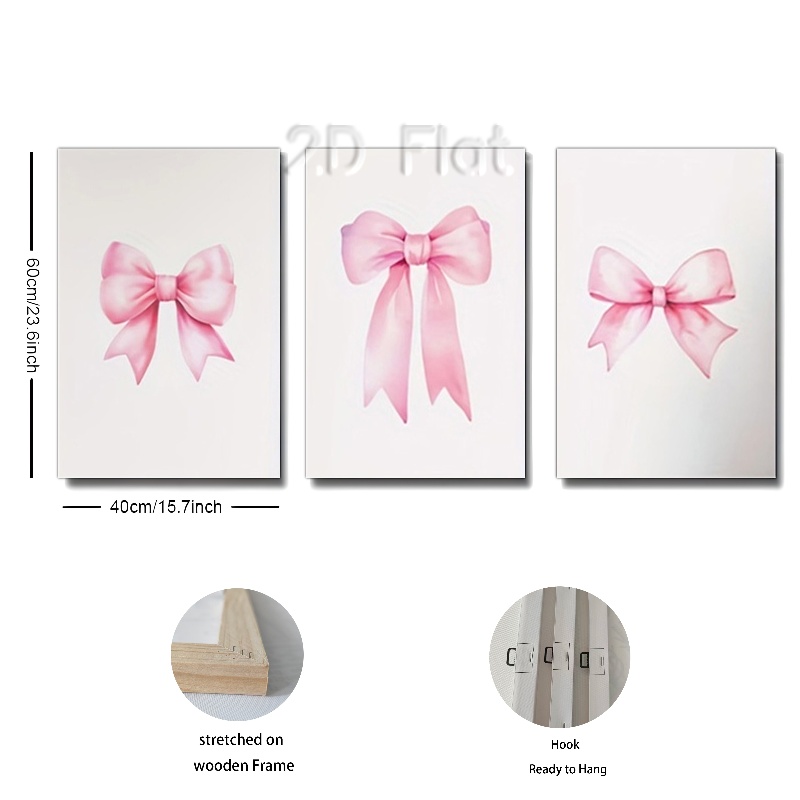 2D Flat
60cm/23.6inch
40cm/15.7inch
stretched on
wooden Frame
Hook
Ready to Hang